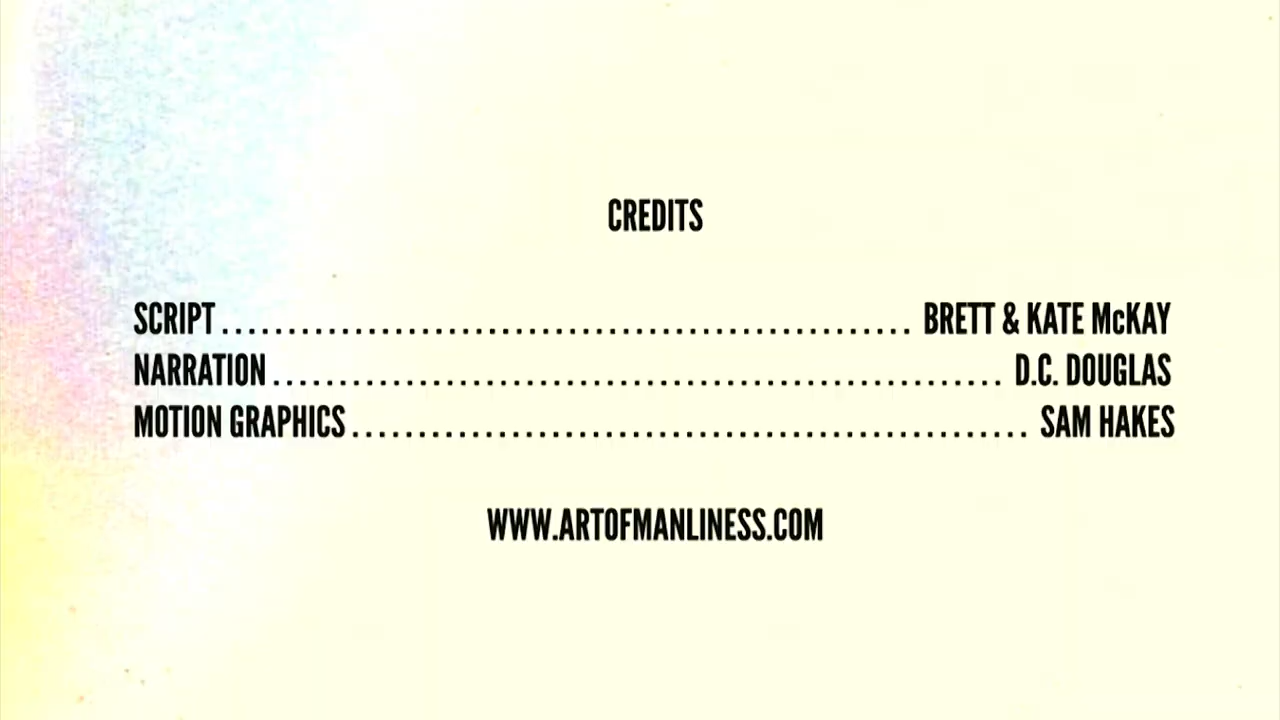 CREDITS
SCRIPT.................................................... BRETT & KATE McKAY
NARRATION....................................................... D.C. DOUGLAS
MOTION GRAPHICS................................................... SAM HAKES
WWW.ARTOFMANLINESS.COM